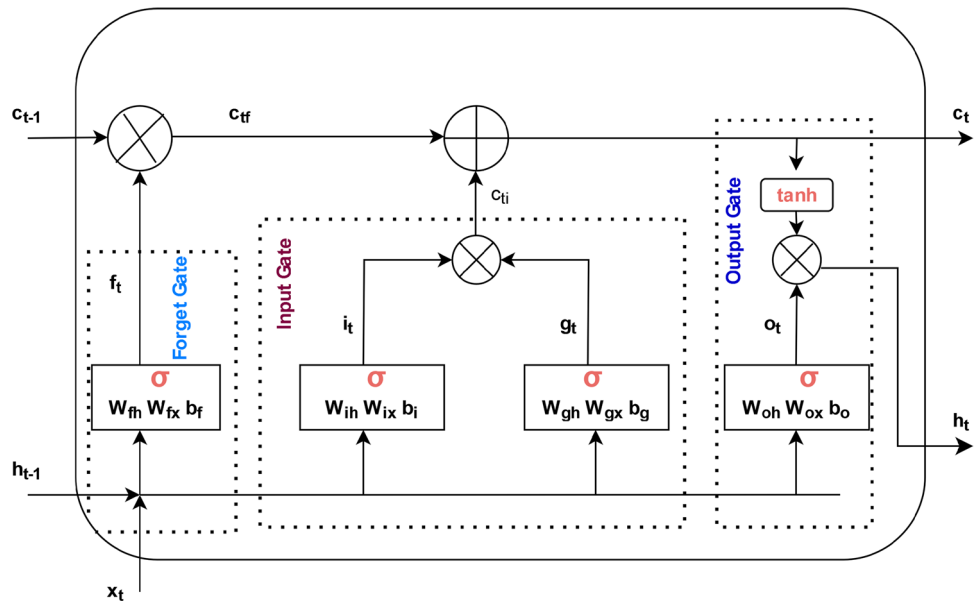 c_t-1
c_tf
c_t
c_ti
tanh
Output Gate
Input Gate
Forget Gate
f_t
i_t
g_t
o_t
σ
W_fh W_fx b_f
σ
W_ih W_ix b_i
σ
W_gh W_gx b_g
σ
W_oh W_ox b_o
h_t
h_t-1
x_t